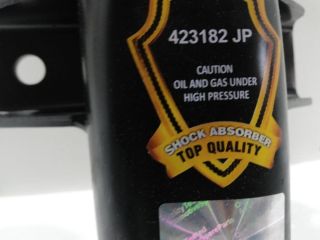 423182 JP
CAUTION
OIL AND GAS UNDER
HIGH PRESSURE
SHOCK ABSORBER
TOP QUALITY